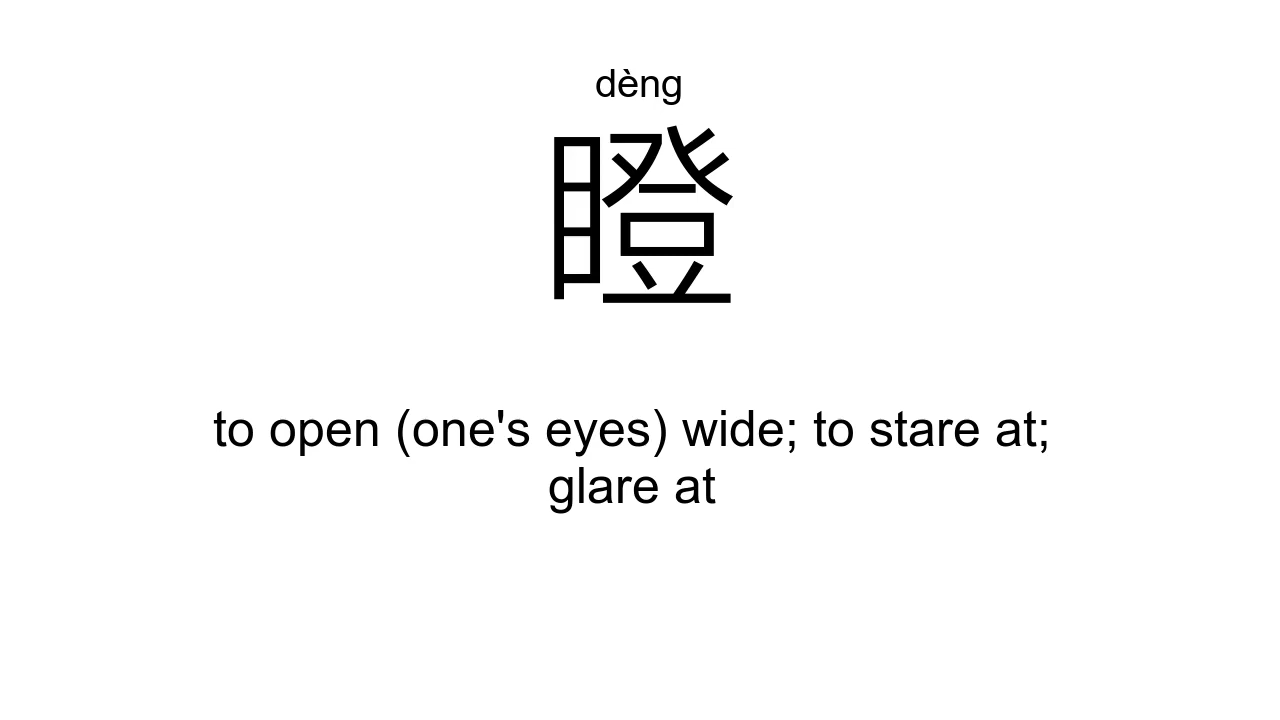 dèng
瞪
to open (one's eyes) wide; to stare at;
glare at